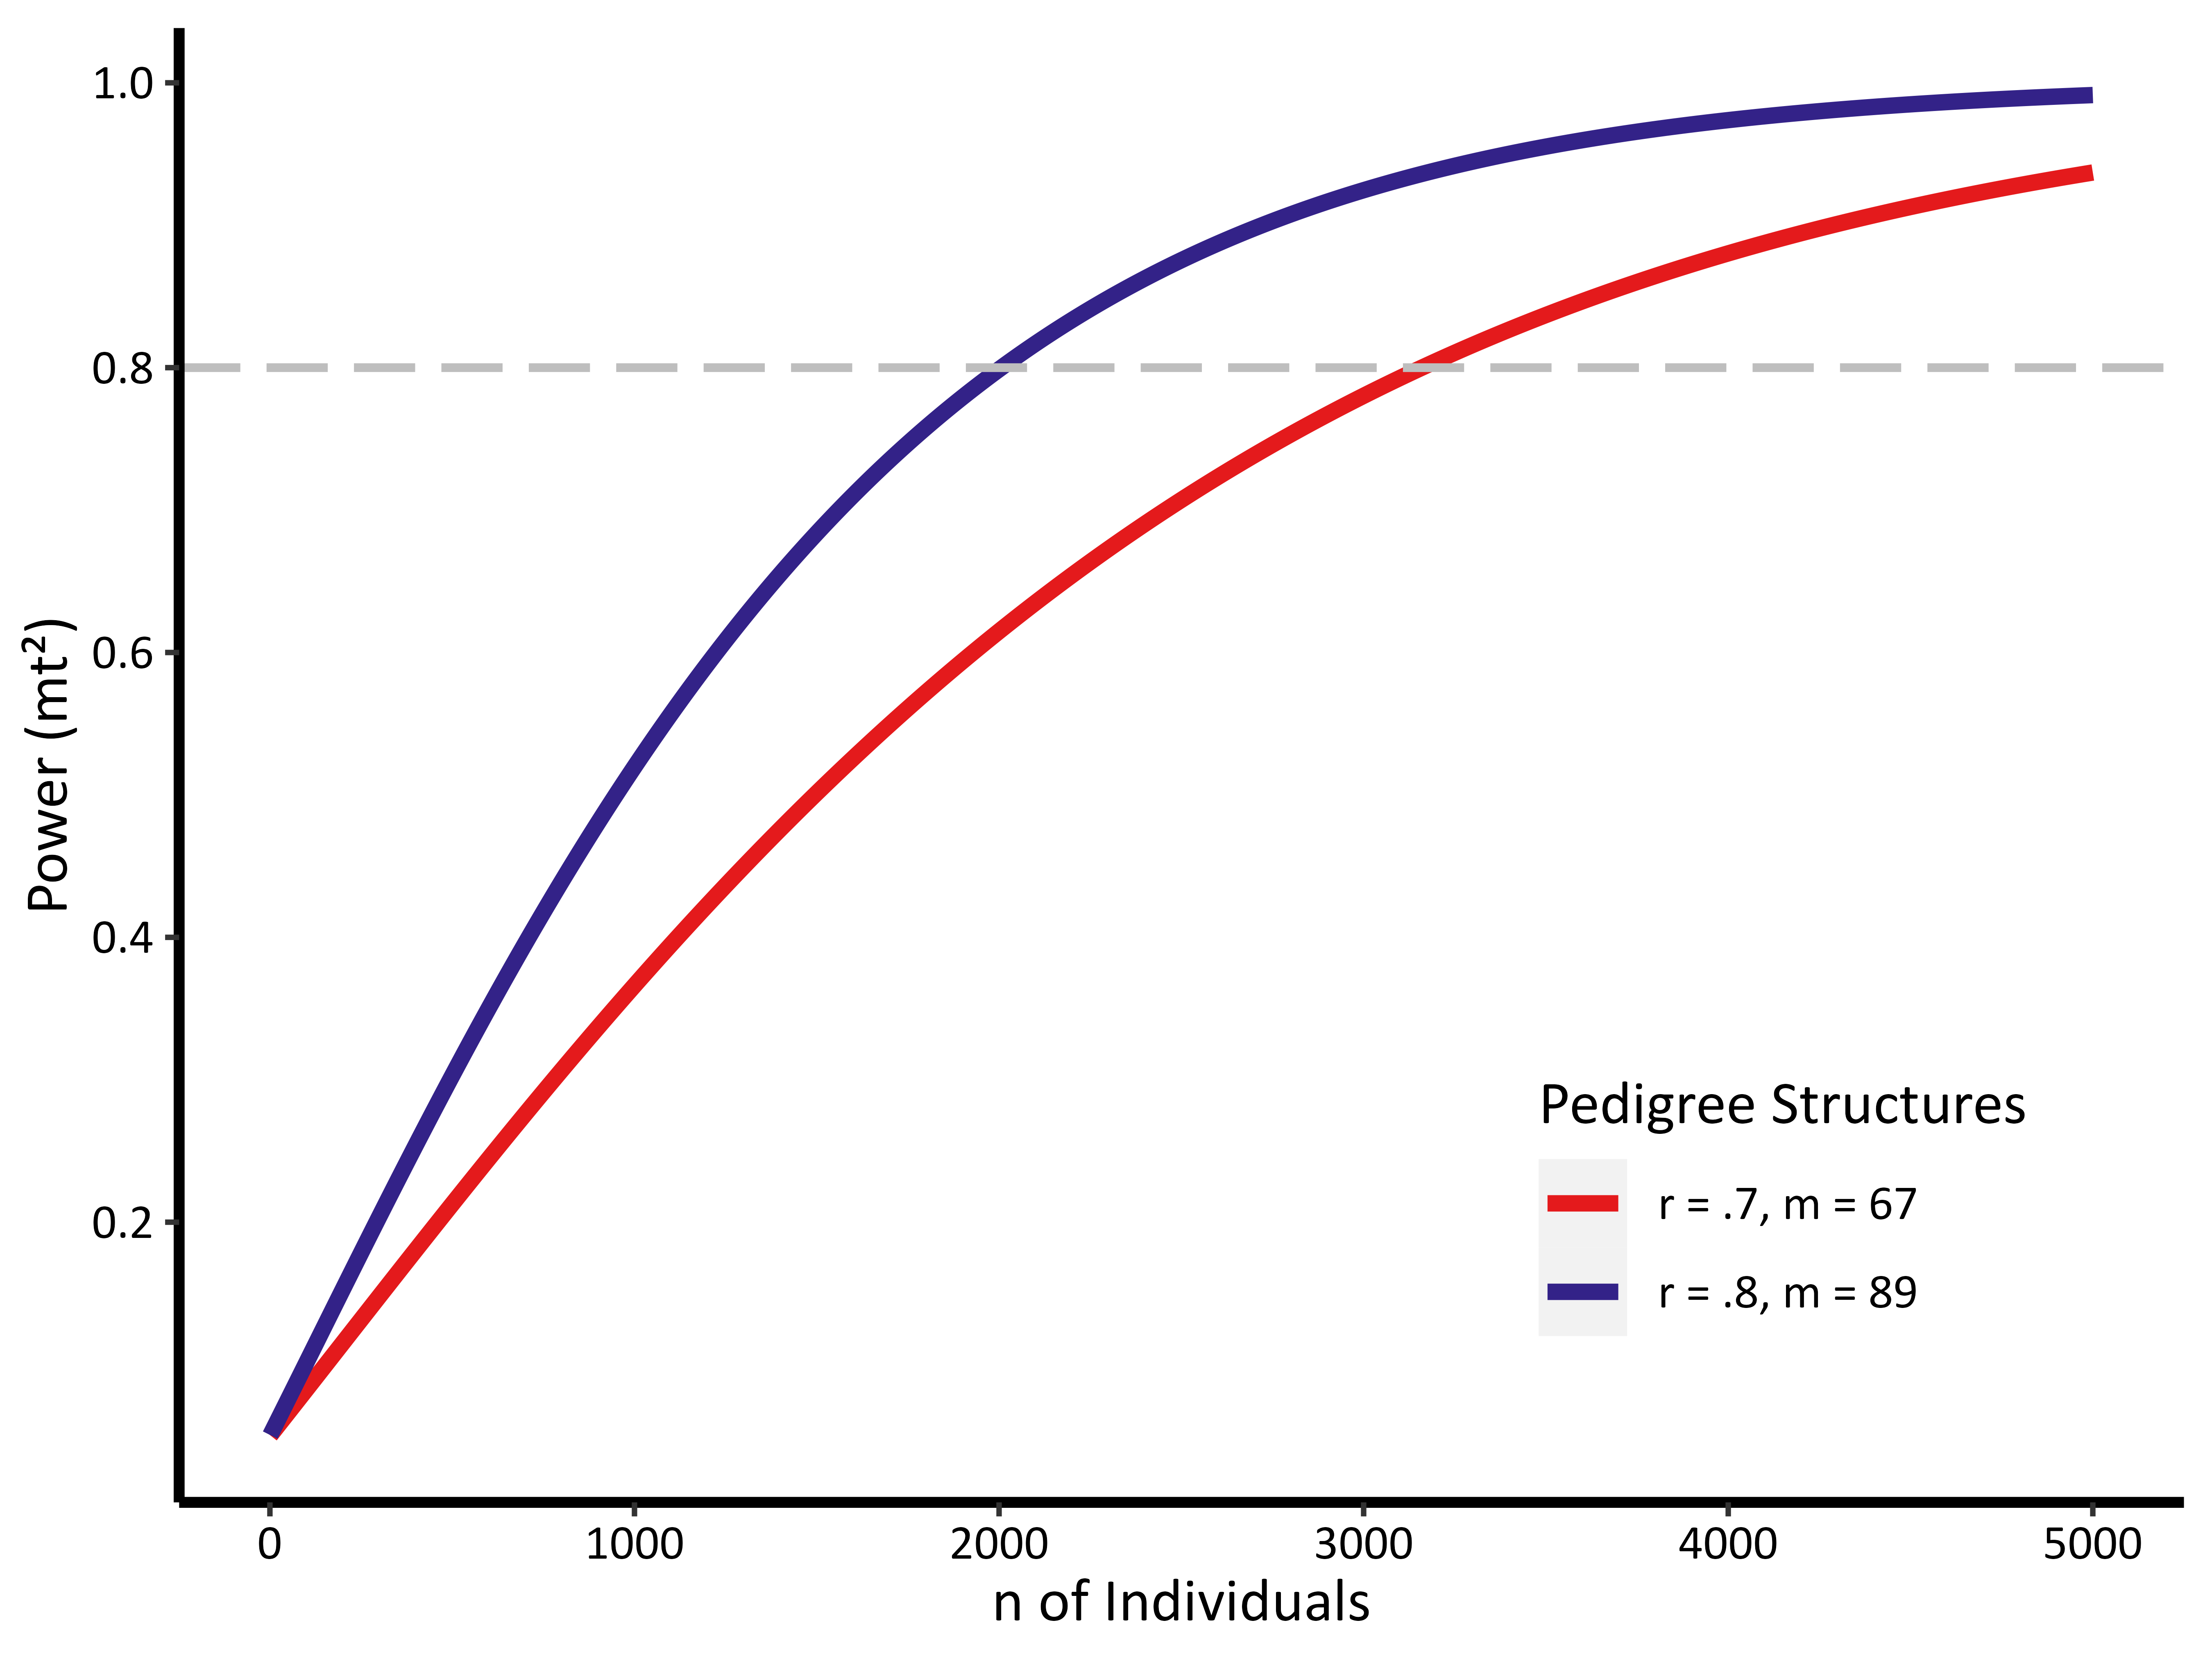 1.0
0.8
0.6
0.4
0.2
Power (mt²)
0 1000 2000 3000 4000 5000
n of Individuals
Pedigree Structures
r = .7, m = 67
r = .8, m = 89